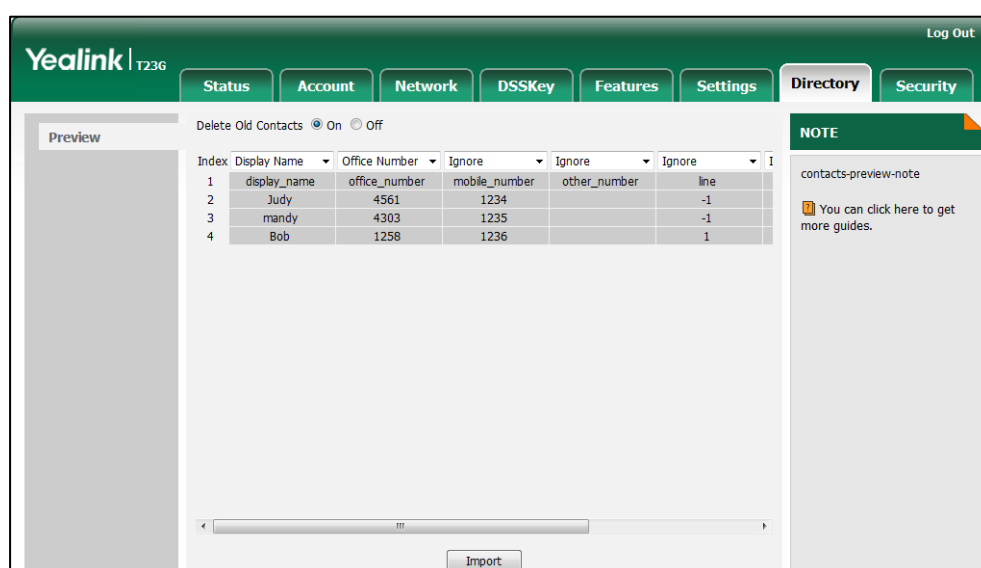 Log Out
Yealink | T23G
Status Account Network DSSKey Features Settings Directory Security
Preview
Delete Old Contacts On Off
NOTE
Index Display Name Office Number Ignore Ignore Ignore I
1 display_name office_number mobile_number other_number line
2 Judy 4561 1234 -1
3 mandy 4303 1235 -1
4 Bob 1258 1236 1
contacts-preview-note
You can click here to get
more guides.
Import